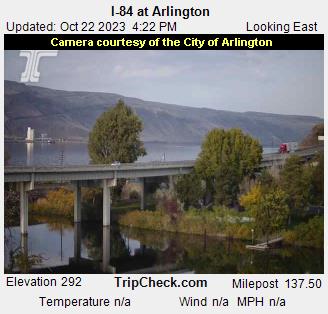 I-84 at Arlington
Updated: Oct 22 2023 4:22 PM Looking East
Camera courtesy of the City of Arlington
Elevation 292 TripCheck.com Milepost 137.50
Temperature n/a Wind n/a MPH n/a